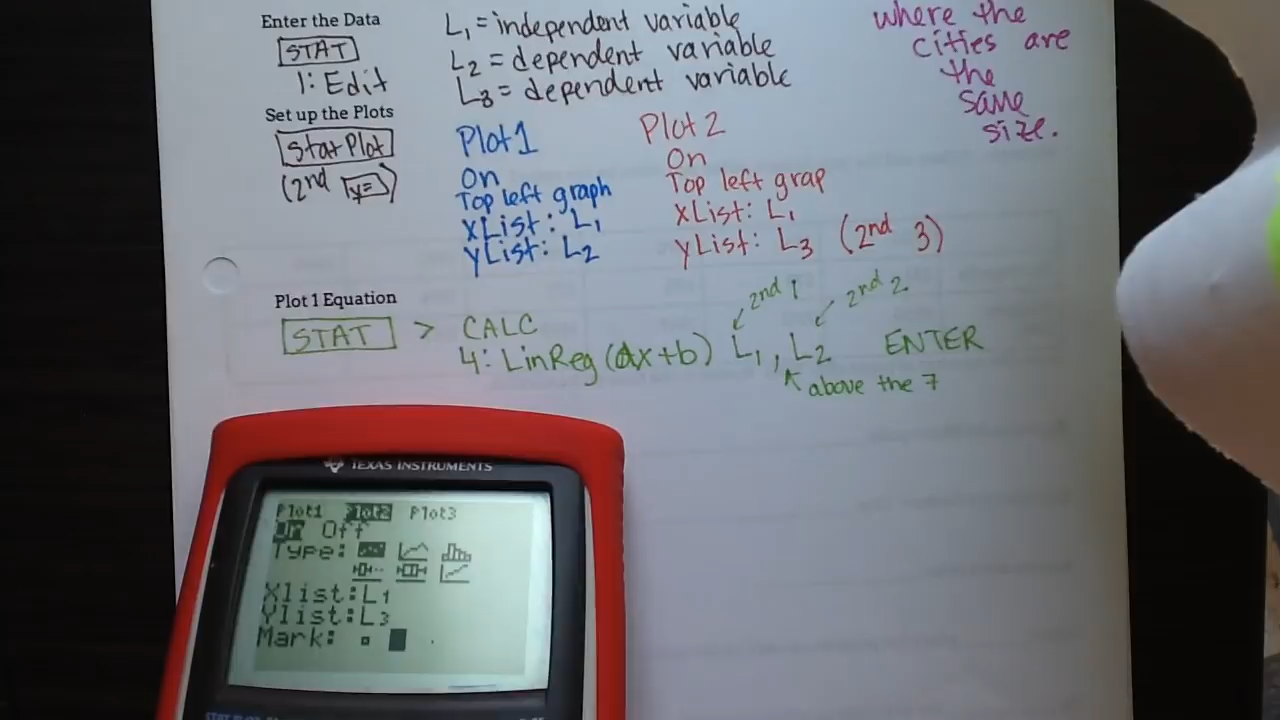 Enter the Data
STAT
1: Edit
L1 = independent variable
L2 = dependent variable
L3 = dependent variable
where the
cities are
the
same
size.
Set up the Plots
Stat Plot
(2nd y=)
Plot 1
On
Top left graph
xList: L1
yList: L2
Plot 2
On
Top left grap
xList: L1
yList: L3 (2nd 3)
Plot 1 Equation
2nd 1
2nd 2
STAT > CALC
4: LinReg (ax+b) L1, L2 ENTER
above the 7
TEXAS INSTRUMENTS
Plot1 Plot2 Plot3
On Off
Type:
Xlist:L1
Ylist:L3
Mark: